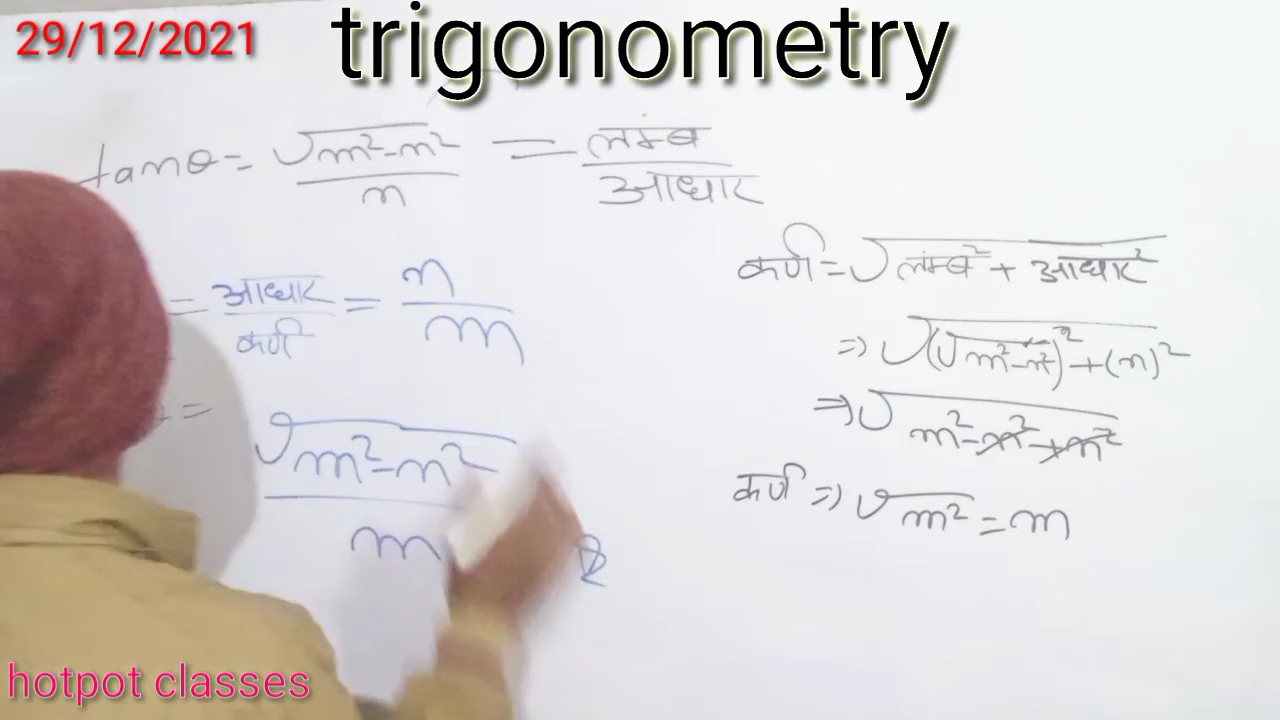 29/12/2021
trigonometry
tanθ = √m²-n² / n = लम्ब / आधार
= आधार / कर्ण = n / m
=
√m²-n² / m
कर्ण = √लंम्ब² + आधार²
=> √(√m²-n²)² + (n)²
=> √m²-n²+n²
कर्ण => √m² = m
hotpot classes